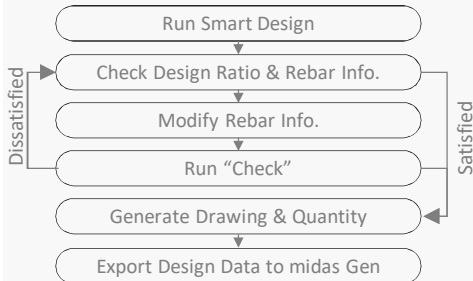 Run Smart Design
Check Design Ratio & Rebar Info.
Modify Rebar Info.
Run “Check”
Generate Drawing & Quantity
Export Design Data to midas Gen
Dissatisfied
Satisfied